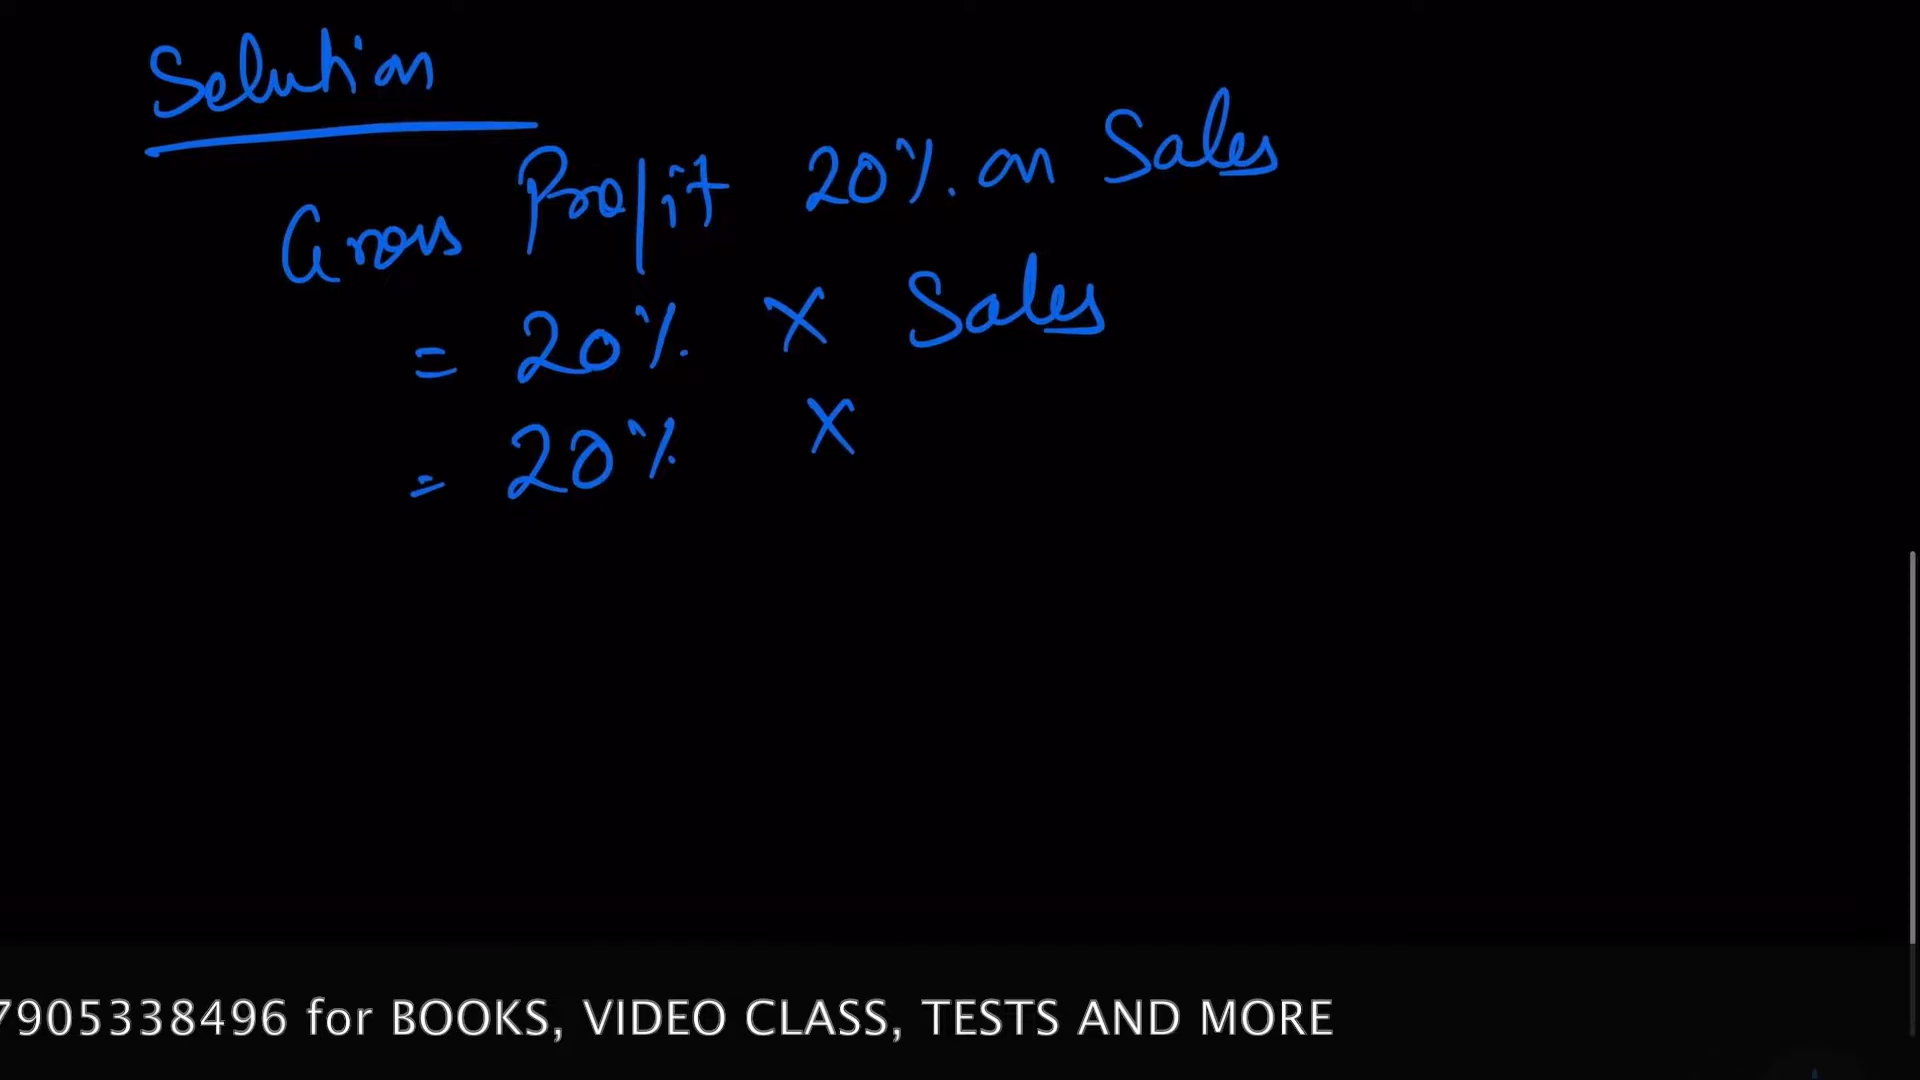 Solution
Gross Profit 20% on Sales
= 20% X Sales
= 20% X
7905338496 for BOOKS, VIDEO CLASS, TESTS AND MORE